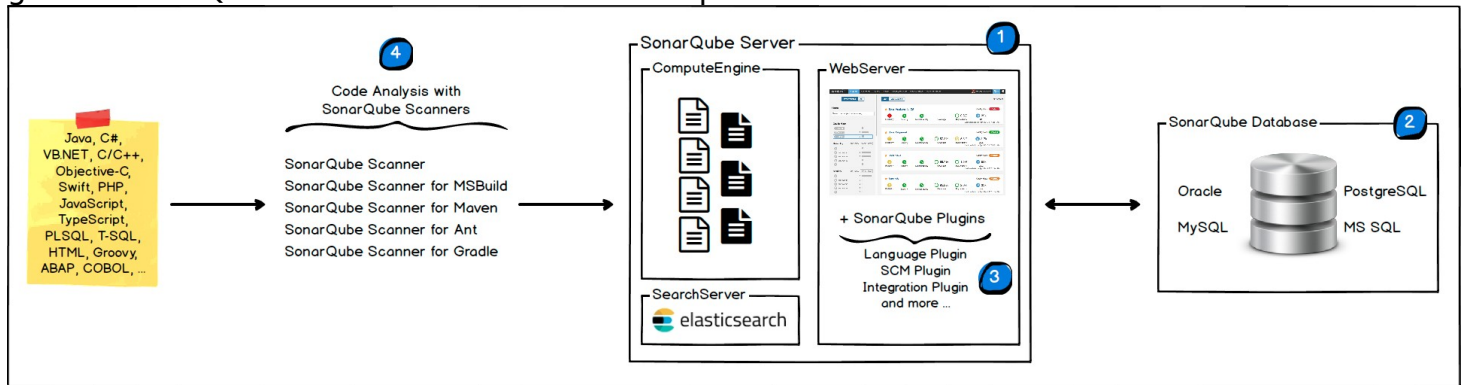 4
Code Analysis with
SonarQube Scanners
Java, C#,
VB.NET, C/C++,
Objective-C,
Swift, PHP,
JavaScript,
TypeScript,
PLSQL, T-SQL,
HTML, Groovy,
ABAP, COBOL, ...
SonarQube Scanner
SonarQube Scanner for MSBuild
SonarQube Scanner for Maven
SonarQube Scanner for Ant
SonarQube Scanner for Gradle
SonarQube Server
1
ComputeEngine
SearchServer
elasticsearch
WebServer
+ SonarQube Plugins
Language Plugin
SCM Plugin
Integration Plugin
and more ...
3
SonarQube Database
2
Oracle
MySQL
PostgreSQL
MS SQL